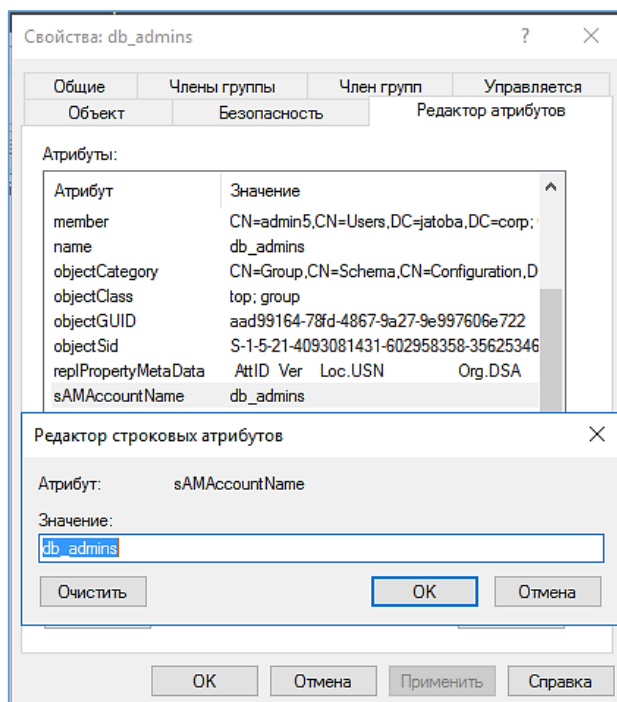 Свойства: db_admins
Общие Члены группы Член групп Управляется
Объект Безопасность Редактор атрибутов
Атрибуты:
Атрибут Значение
member CN=admin5,CN=Users,DC=jatoba,DC=corp;
name db_admins
objectCategory CN=Group,CN=Schema,CN=Configuration,D
objectClass top; group
objectGUID aad99164-78fd-4867-9a27-9e997606e722
objectSid S-1-5-21-4093081431-602958358-35625346
replPropertyMetaData AttID Ver Loc.USN Org.DSA
sAMAccountName db_admins
Редактор строковых атрибутов
Атрибут: sAMAccountName
Значение:
db_admins
Очистить OK Отмена
OK Отмена Применить Справка